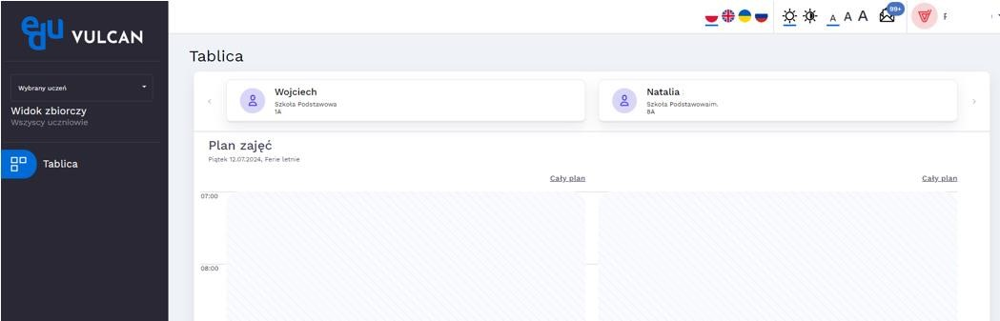 edu VULCAN
A A A
99+
Tablica
Wybrany uczeń
Widok zbiorczy
Wszyscy uczniowie
Tablica
Wojciech
Szkoła Podstawowa
1A
Natalia
Szkoła Podstawowaim.
8A
Plan zajęć
Piątek 12.07.2024, Ferie letnie
Cały plan
Cały plan
07:00
08:00